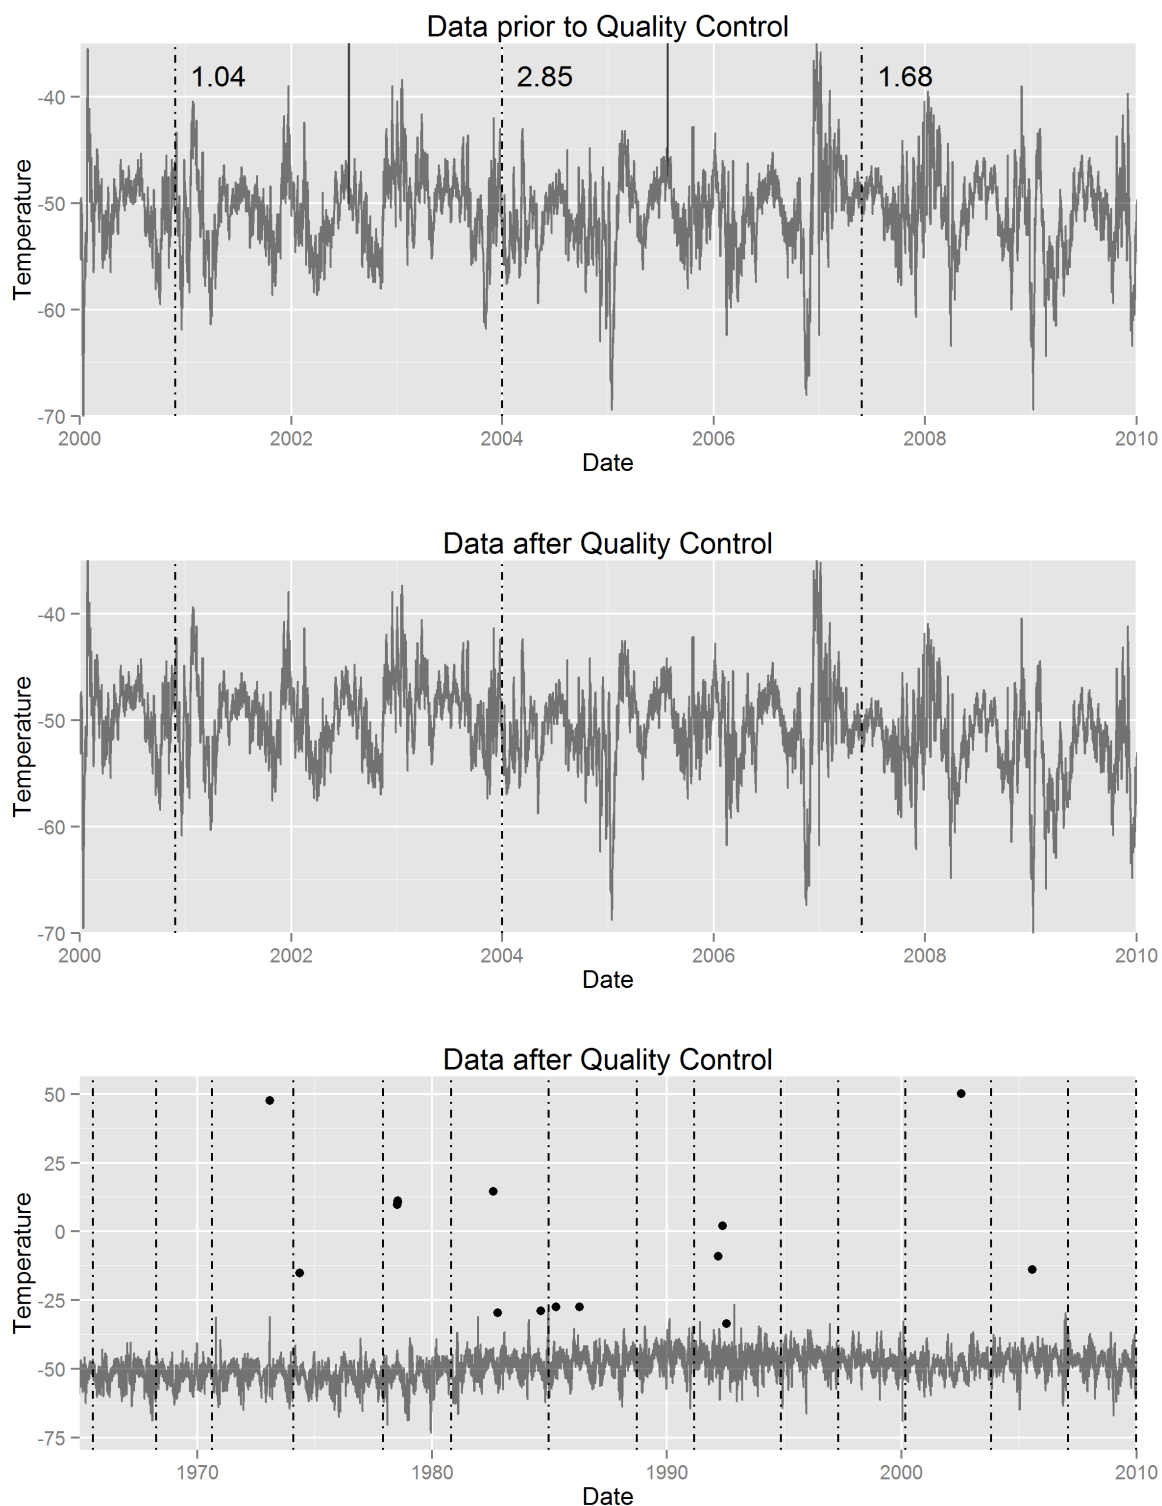 Data prior to Quality Control
1.04 2.85 1.68
-40
-50
-60
-70
Temperature
2000 2002 2004 2006 2008 2010
Date
Data after Quality Control
-40
-50
-60
-70
Temperature
2000 2002 2004 2006 2008 2010
Date
Data after Quality Control
50
25
0
-25
-50
-75
Temperature
1970 1980 1990 2000 2010
Date